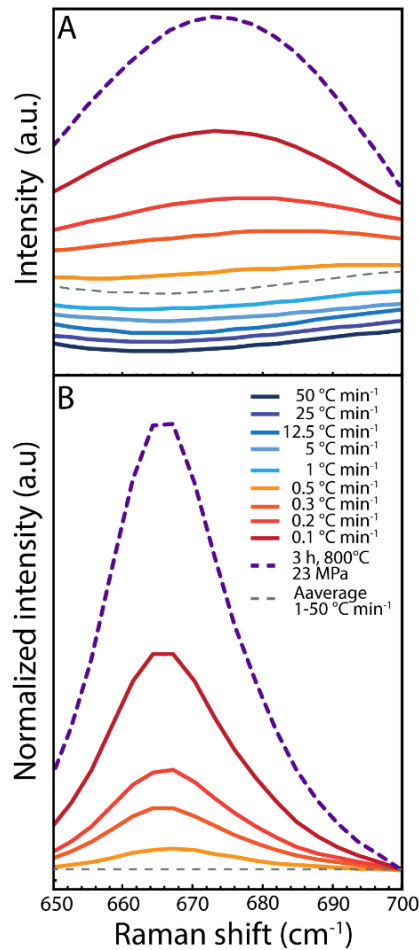 A
Intensity (a.u.)
B
50 °C min⁻¹
25 °C min⁻¹
12.5 °C min⁻¹
5 °C min⁻¹
1 °C min⁻¹
0.5 °C min⁻¹
0.3 °C min⁻¹
0.2 °C min⁻¹
0.1 °C min⁻¹
3 h, 800°C
23 MPa
Aaverage
1-50 °C min⁻¹
Normalized intensity (a.u)
650 660 670 680 690 700
Raman shift (cm⁻¹)